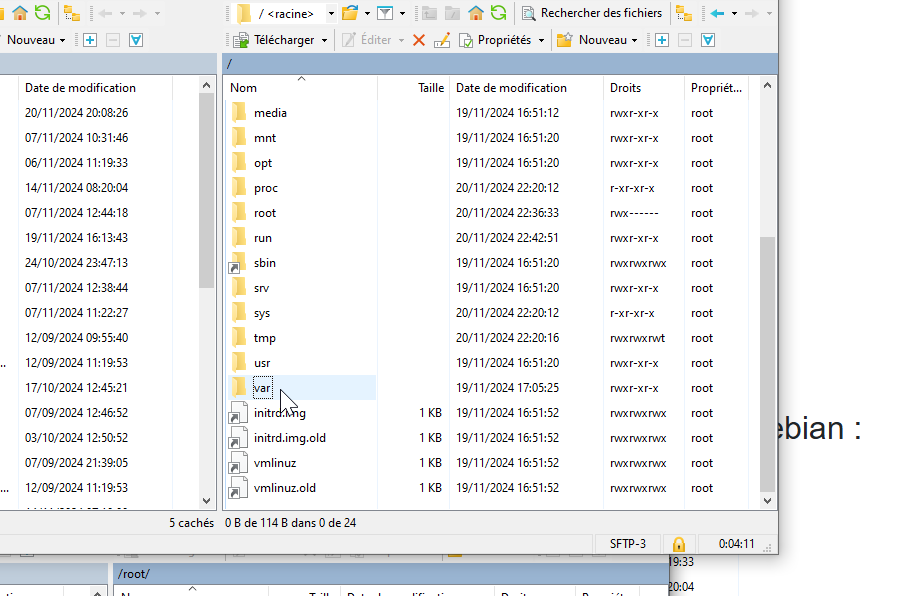 / <racine> Rechercher des fichiers
Nouveau Télécharger Éditer Propriétés Nouveau
/
Date de modification Nom Taille Date de modification Droits Propriét...
20/11/2024 20:08:26 media 19/11/2024 16:51:12 rwxr-xr-x root
07/11/2024 10:31:46 mnt 19/11/2024 16:51:20 rwxr-xr-x root
06/11/2024 11:19:33 opt 19/11/2024 16:51:20 rwxr-xr-x root
14/11/2024 08:20:04 proc 20/11/2024 22:20:12 r-xr-xr-x root
07/11/2024 12:44:18 root 20/11/2024 22:36:33 rwx------ root
19/11/2024 16:13:43 run 20/11/2024 22:42:51 rwxr-xr-x root
24/10/2024 23:47:13 sbin 19/11/2024 16:51:20 rwxrwxrwx root
07/11/2024 12:38:44 srv 19/11/2024 16:51:20 rwxr-xr-x root
07/11/2024 11:22:27 sys 20/11/2024 22:20:12 r-xr-xr-x root
12/09/2024 09:55:40 tmp 20/11/2024 22:20:16 rwxrwxrwt root
... 12/09/2024 11:19:53 usr 19/11/2024 16:51:20 rwxr-xr-x root
17/10/2024 12:45:21 var 19/11/2024 17:05:25 rwxr-xr-x root
07/09/2024 12:46:52 initrd.img 1 KB 19/11/2024 16:51:52 rwxrwxrwx root
03/10/2024 12:50:52 initrd.img.old 1 KB 19/11/2024 16:51:52 rwxrwxrwx root
ebian :
07/09/2024 21:39:05 vmlinuz 1 KB 19/11/2024 16:51:52 rwxrwxrwx root
... 12/09/2024 11:19:53 vmlinuz.old 1 KB 19/11/2024 16:51:52 rwxrwxrwx root
5 cachés 0 B de 114 B dans 0 de 24
SFTP-3 0:04:11
19:33
/root/
20:04